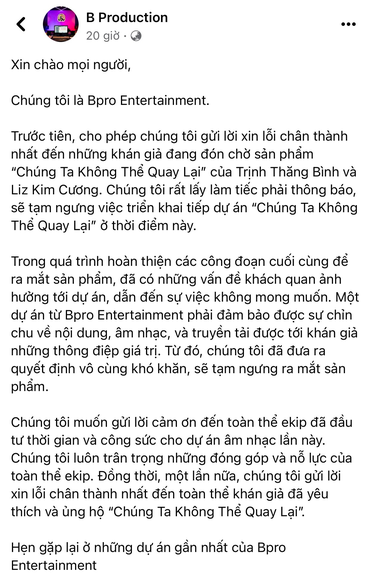 B Production
20 giờ ·
Xin chào mọi người,
Chúng tôi là Bpro Entertainment.
Trước tiên, cho phép chúng tôi gửi lời xin lỗi chân thành
nhất đến những khán giả đang đón chờ sản phẩm
“Chúng Ta Không Thể Quay Lại” của Trịnh Thăng Bình và
Liz Kim Cương. Chúng tôi rất lấy làm tiếc phải thông báo,
sẽ tạm ngưng việc triển khai tiếp dự án “Chúng Ta Không
Thể Quay Lại” ở thời điểm này.
Trong quá trình hoàn thiện các công đoạn cuối cùng để
ra mắt sản phẩm, đã có những vấn đề khách quan ảnh
hưởng tới dự án, dẫn đến sự việc không mong muốn. Một
dự án từ Bpro Entertainment phải đảm bảo được sự chỉn
chu về nội dung, âm nhạc, và truyền tải được tới khán giả
những thông điệp giá trị. Từ đó, chúng tôi đã đưa ra
quyết định vô cùng khó khăn, sẽ tạm ngưng ra mắt sản
phẩm.
Chúng tôi muốn gửi lời cảm ơn đến toàn thể ekip đã đầu
tư thời gian và công sức cho dự án âm nhạc lần này.
Chúng tôi luôn trân trọng những đóng góp và nỗ lực của
toàn thể ekip. Đồng thời, một lần nữa, chúng tôi gửi lời
xin lỗi chân thành nhất đến toàn thể khán giả đã yêu
thích và ủng hộ “Chúng Ta Không Thể Quay Lại”.
Hẹn gặp lại ở những dự án gần nhất của Bpro
Entertainment